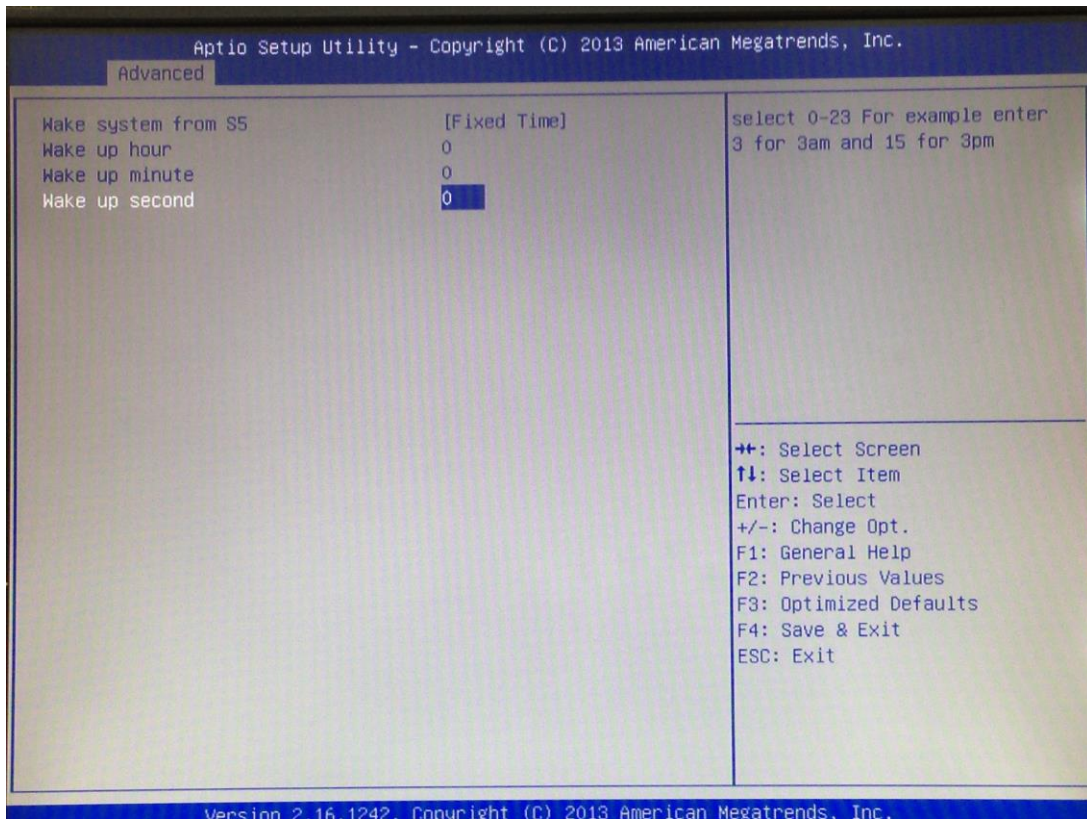 Aptio Setup Utility – Copyright (C) 2013 American Megatrends, Inc.
Advanced
Wake system from S5 [Fixed Time]
Wake up hour 0
Wake up minute 0
Wake up second 0
select 0-23 For example enter
3 for 3am and 15 for 3pm
→←: Select Screen
↑↓: Select Item
Enter: Select
+/-: Change Opt.
F1: General Help
F2: Previous Values
F3: Optimized Defaults
F4: Save & Exit
ESC: Exit
Version 2.16.1242. Copyright (C) 2013 American Megatrends, Inc.